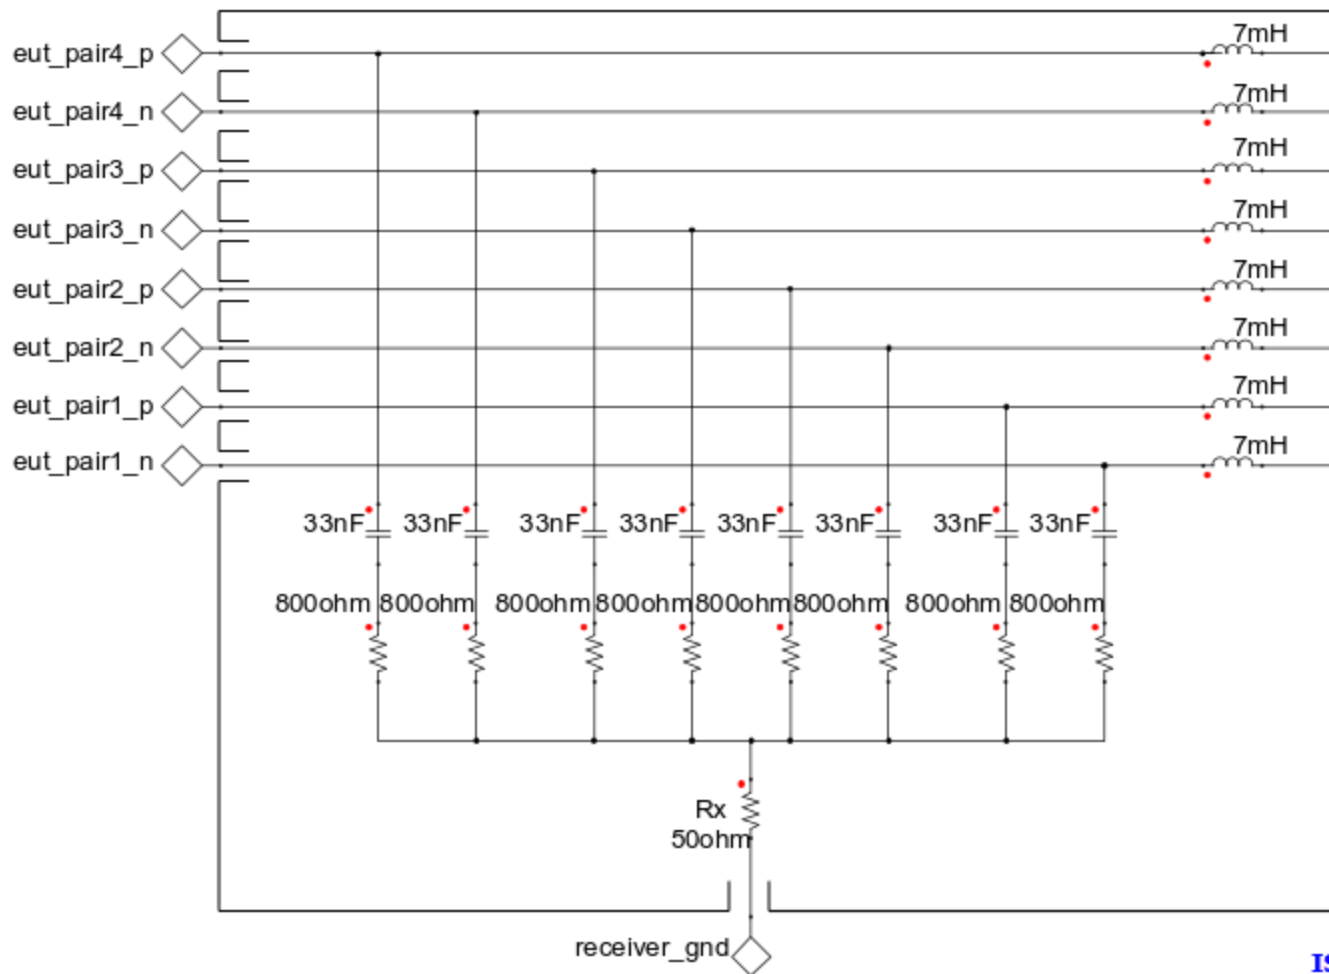 7mH
eut_pair4_p
7mH
eut_pair4_n
7mH
eut_pair3_p
7mH
eut_pair3_n
7mH
eut_pair2_p
7mH
eut_pair2_n
7mH
eut_pair1_p
7mH
eut_pair1_n
33nF 33nF 33nF 33nF 33nF 33nF 33nF 33nF
800ohm 800ohm 800ohm 800ohm 800ohm 800ohm 800ohm 800ohm
Rx
50ohm
receiver_gnd